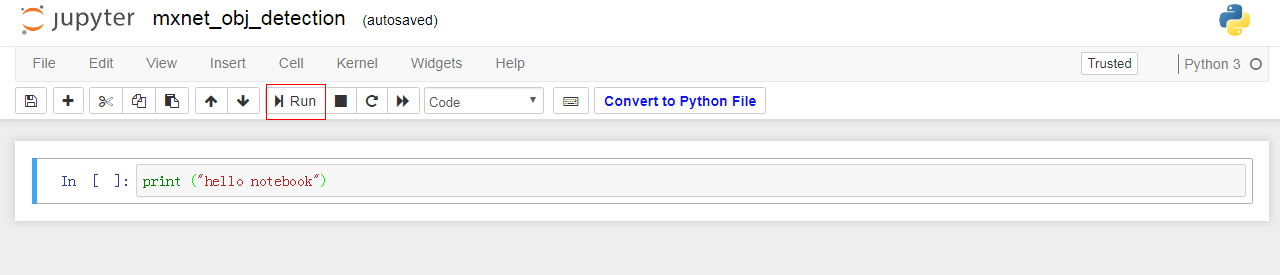 jupyter mxnet_obj_detection (autosaved)
File Edit View Insert Cell Kernel Widgets Help Trusted Python 3
Run Code Convert to Python File
In [ ]: print ("hello notebook")